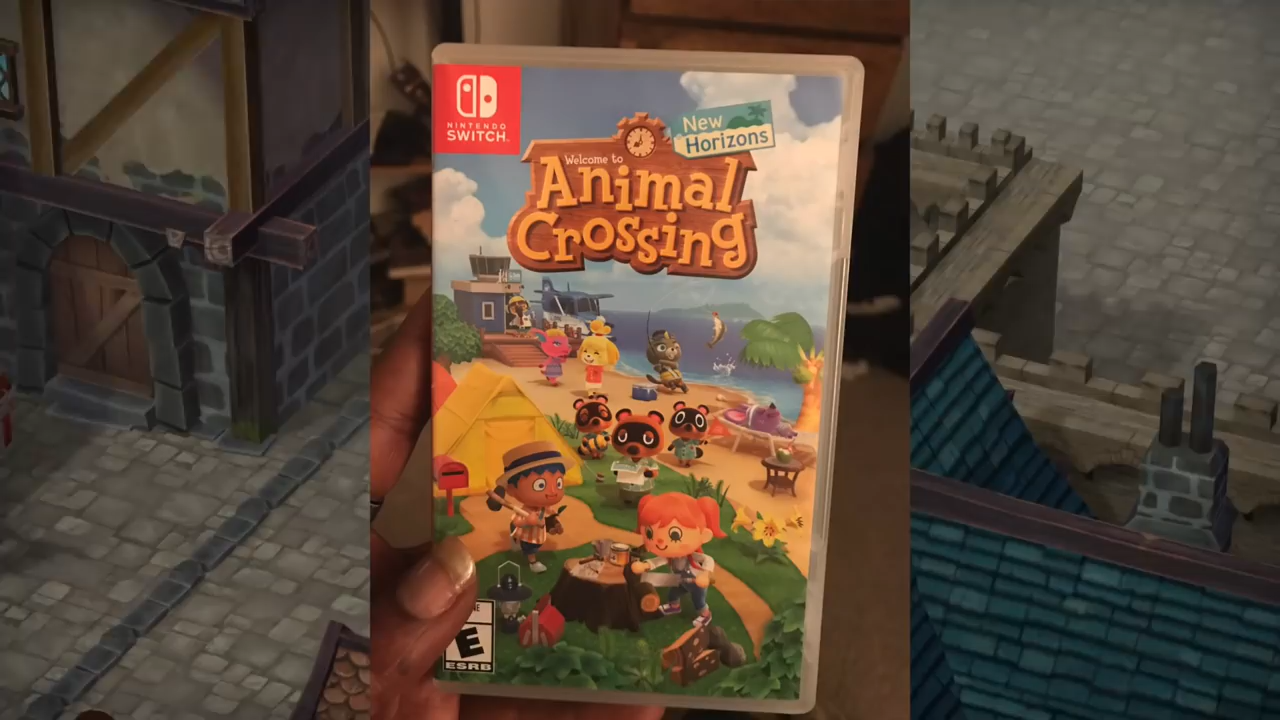 NINTENDO
SWITCH
New
Horizons
Welcome to
Animal
Crossing
E
ESRB